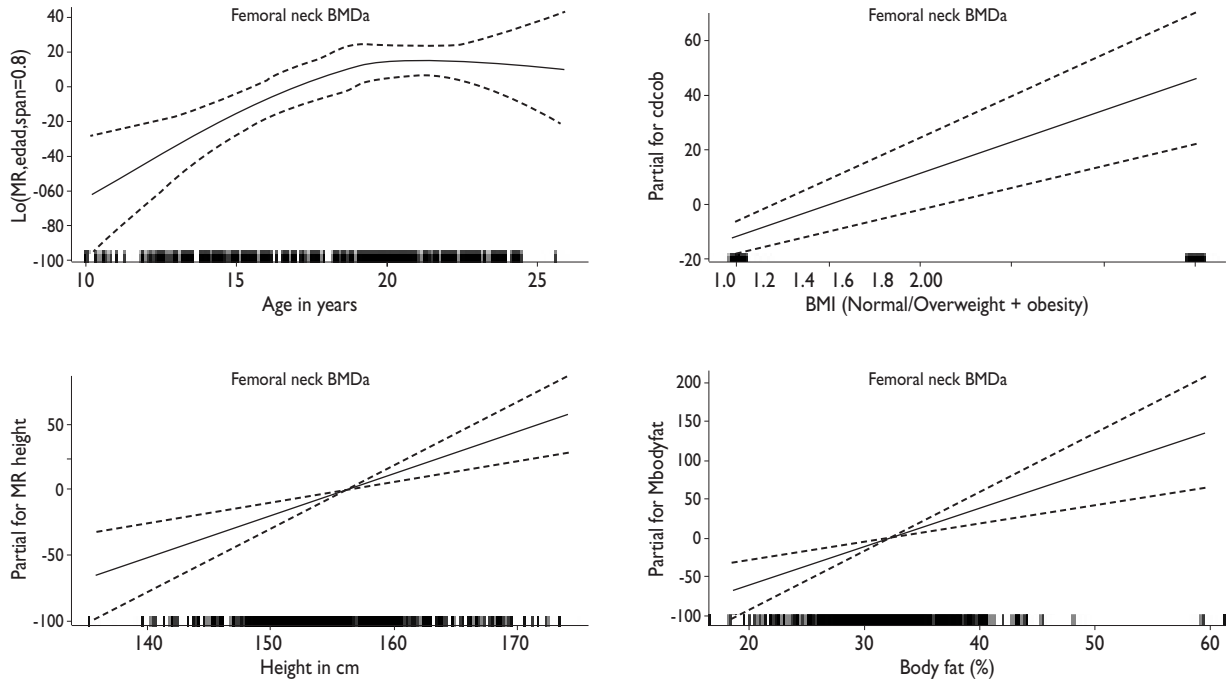 Femoral neck BMDa
Lo(MR,edad,span=0.8)
40
20
0
-20
-40
-060
-80
-100
10 15 20 25
Age in years
Femoral neck BMDa
Partial for cdcob
60
40
20
0
-20
1.0 1.2 1.4 1.6 1.8 2.00
BMI (Normal/Overweight + obesity)
Femoral neck BMDa
Partial for MR height
50
0
-50
-100
140 150 160 170
Height in cm
Femoral neck BMDa
Partial for Mbodyfat
200
150
100
50
0
-50
-100
20 30 40 50 60
Body fat (%)